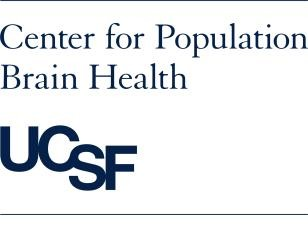 Center for Population
Brain Health
UCSF